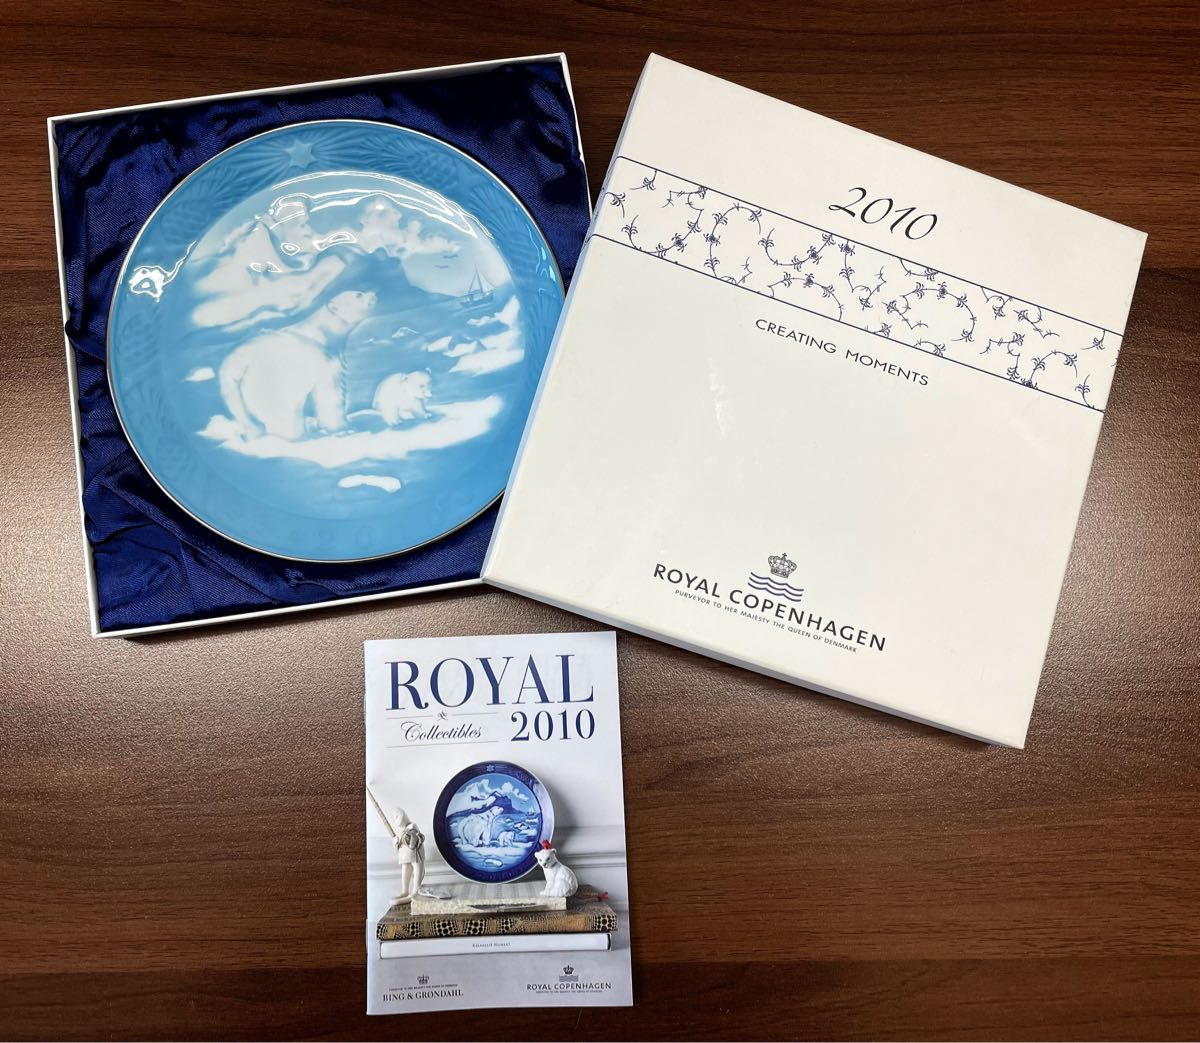 2010
CREATING MOMENTS
ROYAL COPENHAGEN
PURVEYOR TO HER MAJESTY THE QUEEN OF DENMARK
ROYAL
Collectibles 2010
BING & GRØNDAHL
ROYAL COPENHAGEN